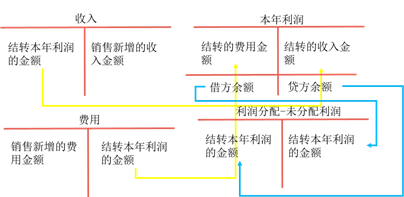 收入
结转本年利润
的金额
销售新增的收
入金额
本年利润
结转的费用金
额
结转的收入金
额
借方余额
贷方余额
费用
销售新增的费
用金额
结转本年利润
的金额
利润分配-未分配利润
结转本年利润
的金额
结转本年利润
的金额